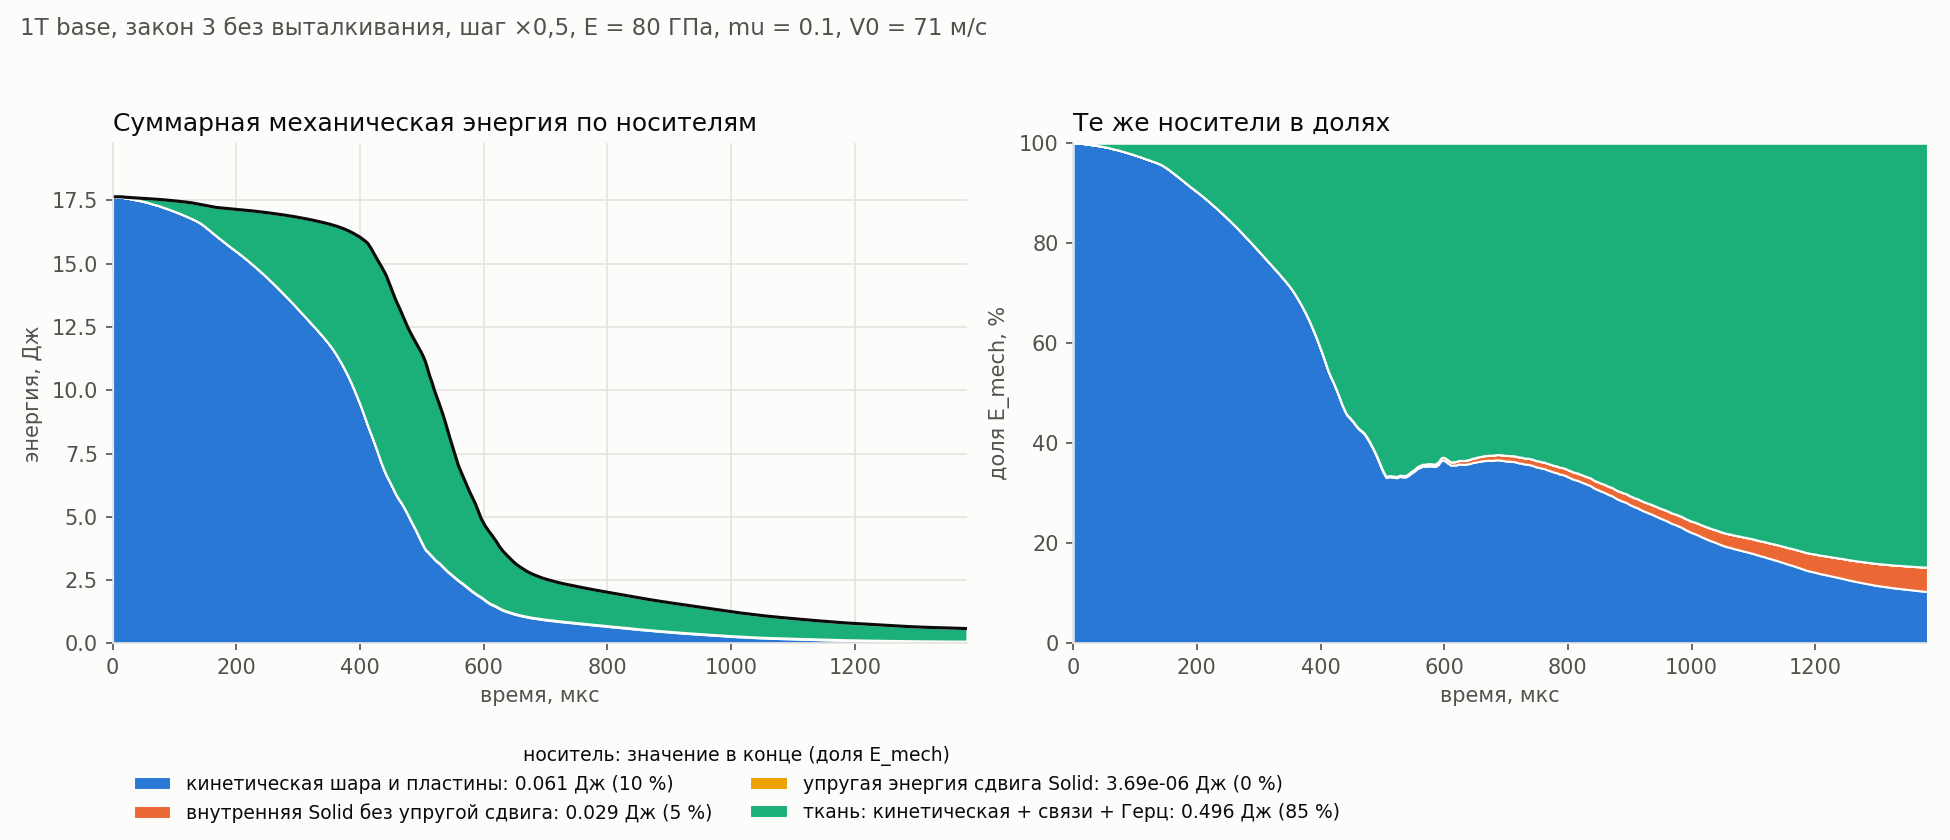 1T base, закон 3 без выталкивания, шаг ×0,5, E = 80 ГПа, mu = 0.1, V0 = 71 м/с
Суммарная механическая энергия по носителям
17.5
15.0
12.5
10.0
7.5
5.0
2.5
0.0
энергия, Дж
0 200 400 600 800 1000 1200
время, мкс
Те же носители в долях
100
80
60
40
20
0
доля E_mech, %
0 200 400 600 800 1000 1200
время, мкс
носитель: значение в конце (доля E_mech)
кинетическая шара и пластины: 0.061 Дж (10 %)
внутренняя Solid без упругой сдвига: 0.029 Дж (5 %)
упругая энергия сдвига Solid: 3.69e-06 Дж (0 %)
ткань: кинетическая + связи + Герц: 0.496 Дж (85 %)